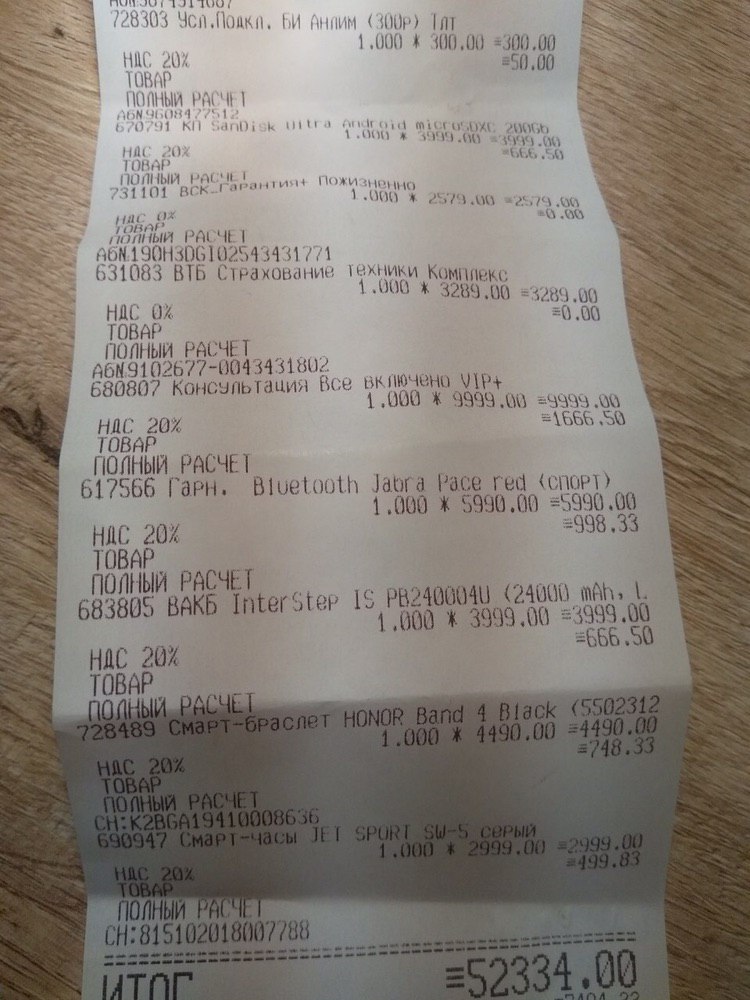 728303 Усл.Подкл. БИ Анлим (300р) Тлт
1.000 * 300.00 =300.00
НДС 20% =50.00
ТОВАР
ПОЛНЫЙ РАСЧЕТ
АбN9608477512
670791 КП SanDisk Ultra Android microSDXC 200Gb
1.000 * 3999.00 =3999.00
НДС 20% =666.50
ТОВАР
ПОЛНЫЙ РАСЧЕТ
731101 ВСК_Гарантия+ Пожизненно
1.000 * 2579.00 =2579.00
НДС 0% =0.00
ТОВАР
ПОЛНЫЙ РАСЧЕТ
АбN190H3DGI02543431771
631083 ВТБ Страхование техники Комплекс
1.000 * 3289.00 =3289.00
НДС 0% =0.00
ТОВАР
ПОЛНЫЙ РАСЧЕТ
АбN9102677-0043431802
680807 Консультация Все включено VIP+
1.000 * 9999.00 =9999.00
НДС 20% =1666.50
ТОВАР
ПОЛНЫЙ РАСЧЕТ
617566 Гарн. Bluetooth Jabra Pace red (спорт)
1.000 * 5990.00 =5990.00
НДС 20% =998.33
ТОВАР
ПОЛНЫЙ РАСЧЕТ
683805 ВАКБ InterStep IS PB240004U (24000 mAh, L
1.000 * 3999.00 =3999.00
НДС 20% =666.50
ТОВАР
ПОЛНЫЙ РАСЧЕТ
728489 Смарт-браслет HONOR Band 4 Black (5502312
1.000 * 4490.00 =4490.00
НДС 20% =748.33
ТОВАР
ПОЛНЫЙ РАСЧЕТ
СН:K2BGA19410008636
690947 Смарт-часы JET SPORT SW-5 серый
1.000 * 2999.00 =2999.00
НДС 20% =499.83
ТОВАР
ПОЛНЫЙ РАСЧЕТ
СН:815102018007788
ИТОГ =52334.00